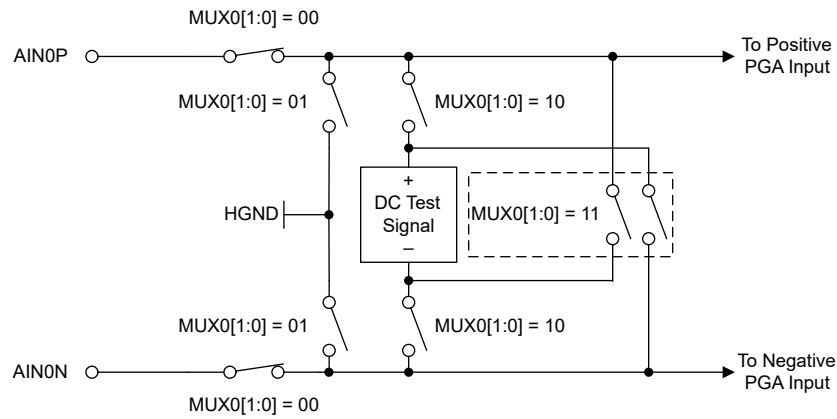 MUX0[1:0] = 00
AIN0P
To Positive
PGA Input
MUX0[1:0] = 01
MUX0[1:0] = 10
+
DC Test
Signal
–
HGND
MUX0[1:0] = 11
MUX0[1:0] = 01
MUX0[1:0] = 10
AIN0N
To Negative
PGA Input
MUX0[1:0] = 00